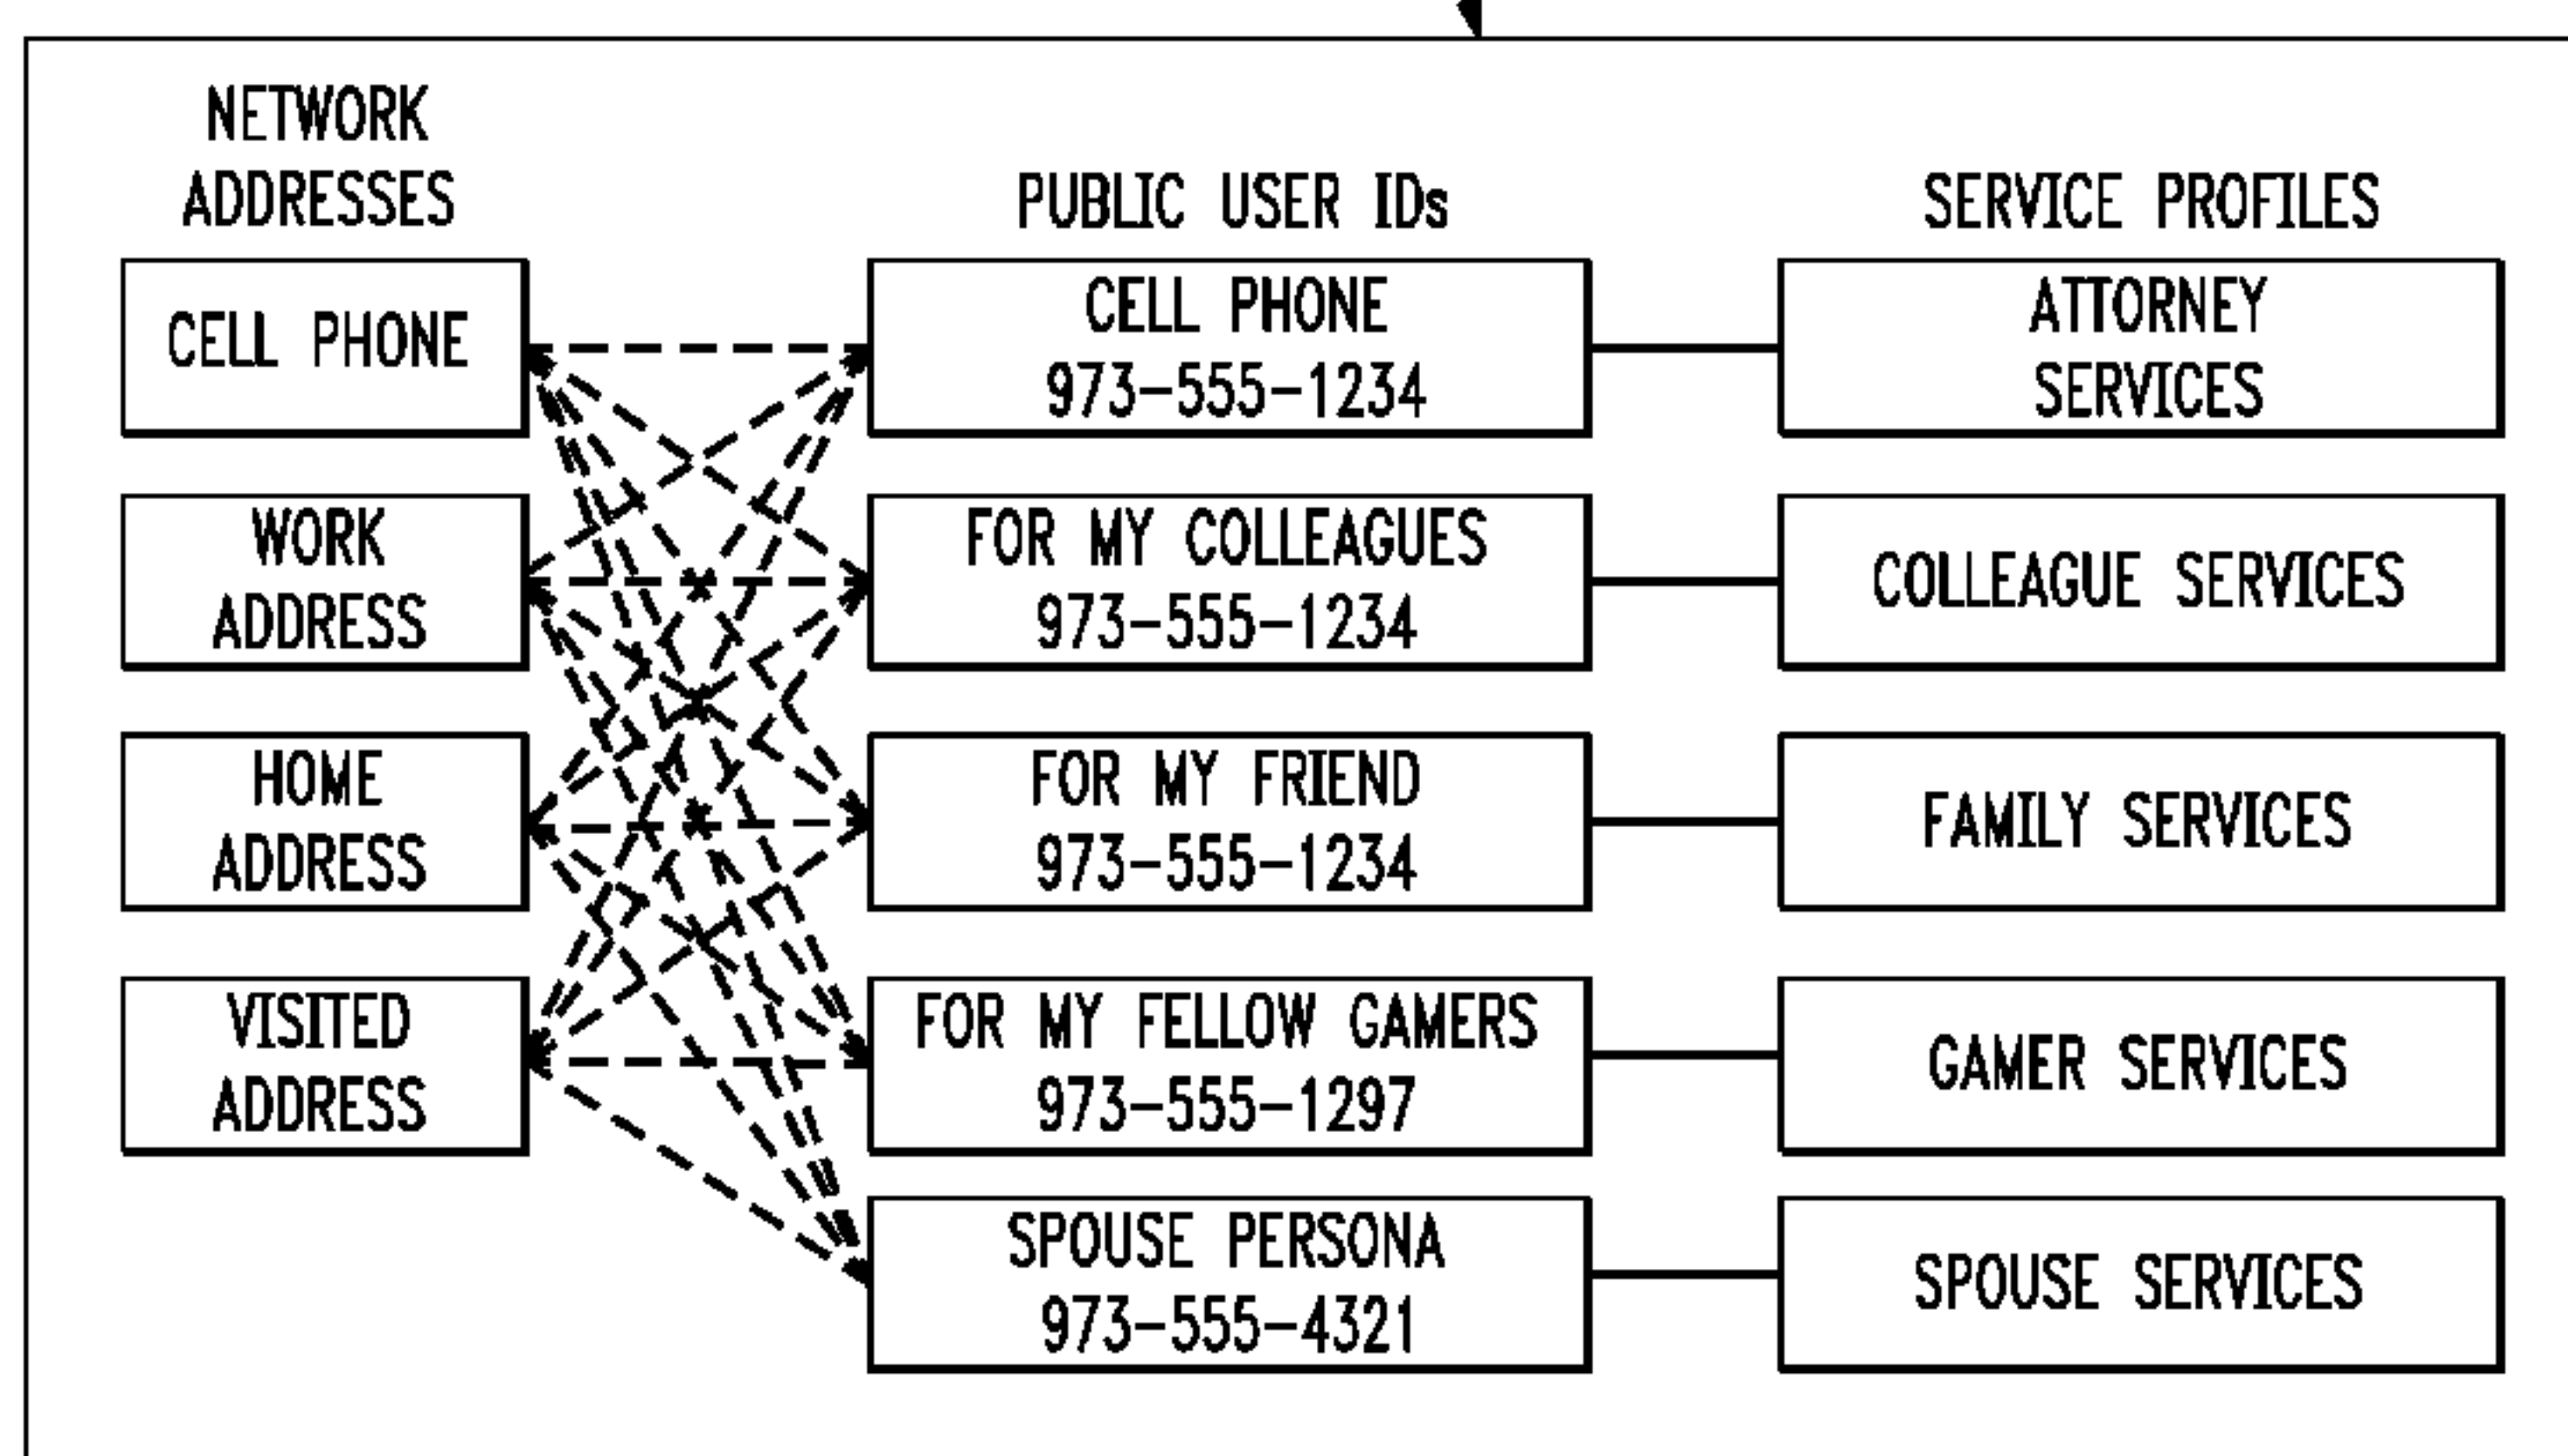 NETWORK
ADDRESSES
PUBLIC USER IDs
SERVICE PROFILES
CELL PHONE
CELL PHONE
973-555-1234
ATTORNEY
SERVICES
WORK
ADDRESS
FOR MY COLLEAGUES
973-555-1234
COLLEAGUE SERVICES
HOME
ADDRESS
FOR MY FRIEND
973-555-1234
FAMILY SERVICES
VISITED
ADDRESS
FOR MY FELLOW GAMERS
973-555-1297
GAMER SERVICES
SPOUSE PERSONA
973-555-4321
SPOUSE SERVICES